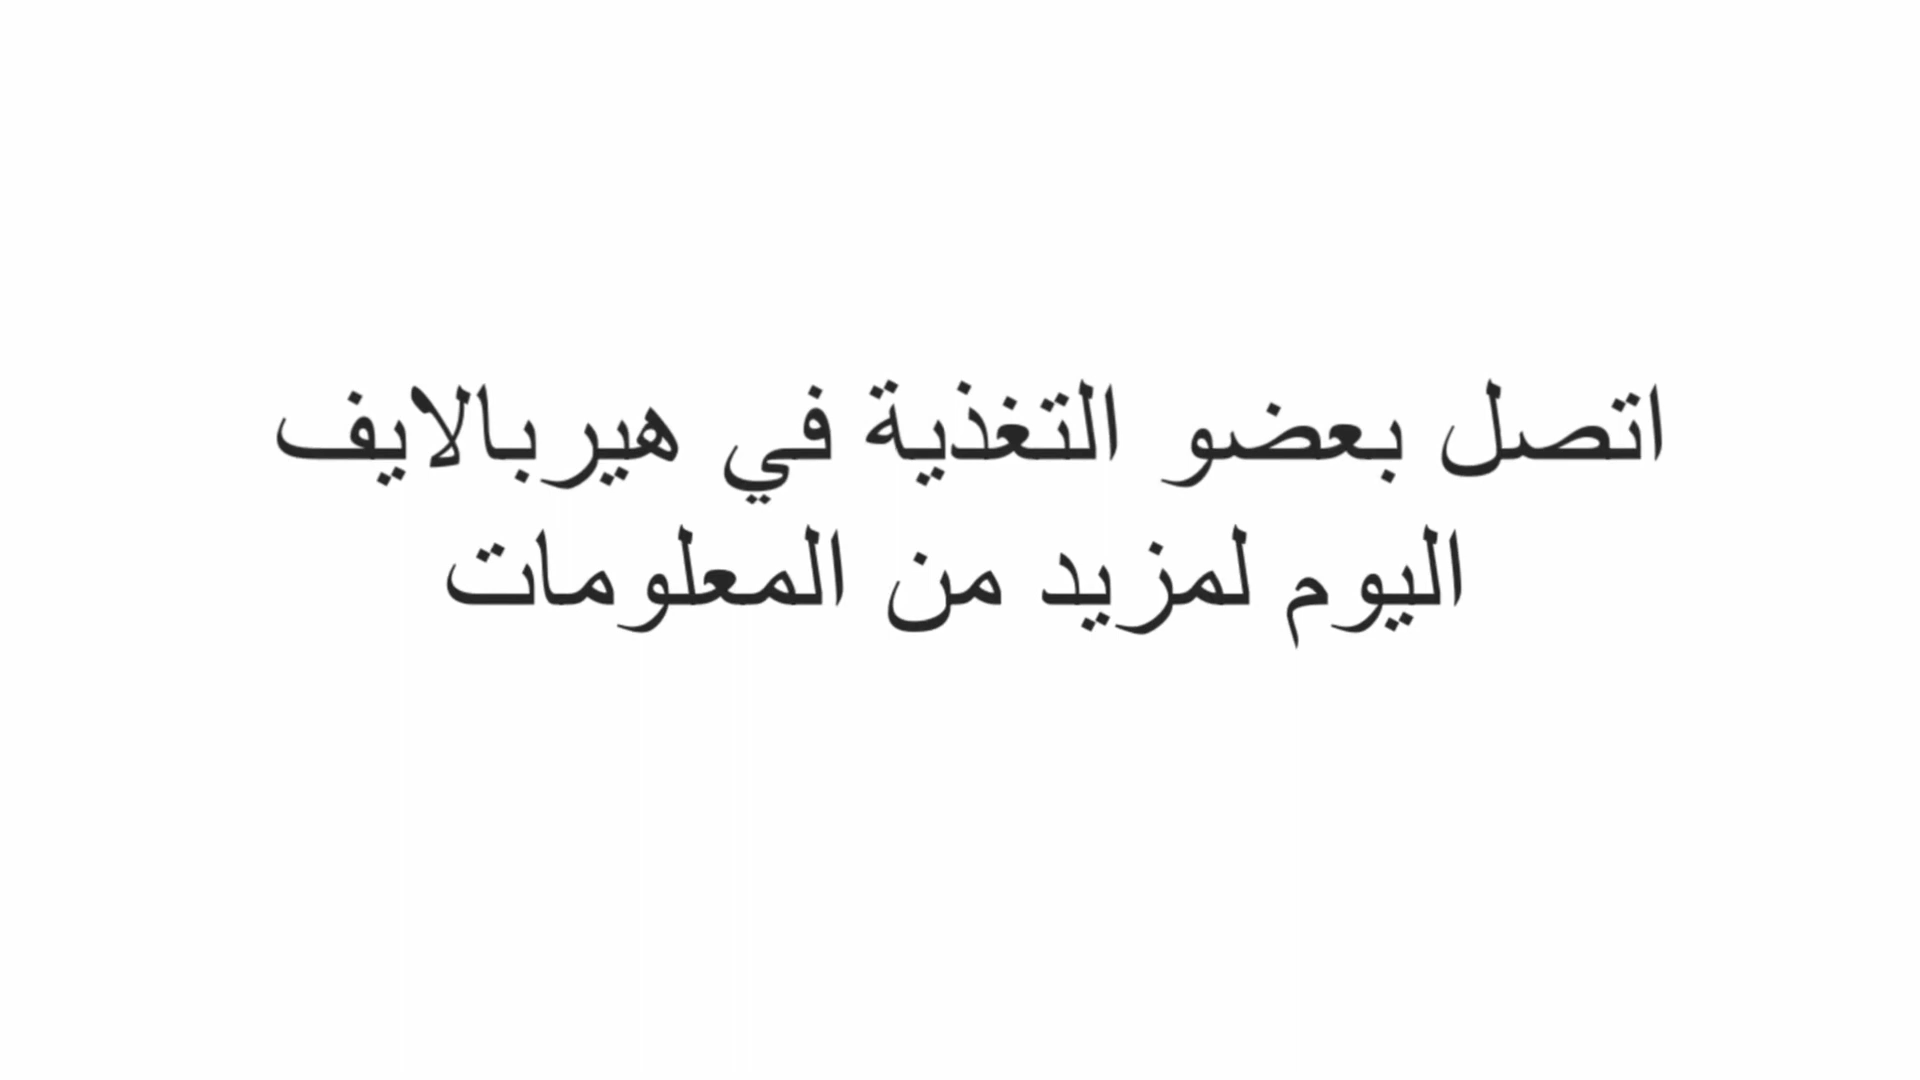 اتصل بعضو التغذية في هيربالايف
اليوم لمزيد من المعلومات